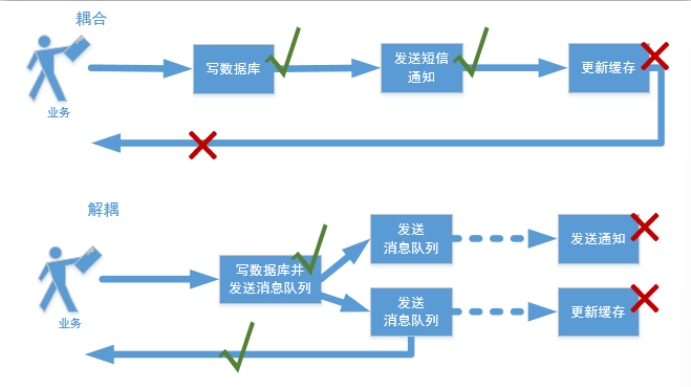 耦合
写数据库
发送短信
通知
更新缓存
业务
解耦
发送
消息队列
发送通知
写数据库并
发送消息队列
发送
消息队列
更新缓存
业务